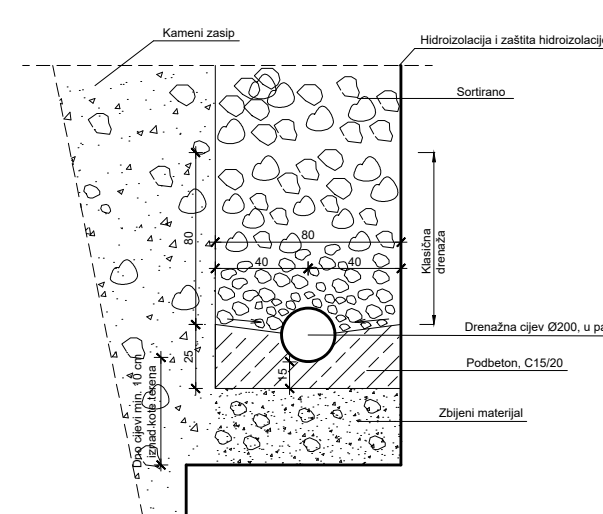 Kameni zasip
Hidroizolacija i zaštita hidroizolacije
Sortirano
80
80
40
40
Klasična
drenaža
Drenažna cijev Ø200, u pa
25
15
Podbeton, C15/20
Dno cijevi min. 10 cm
iznad kote terena
Zbijeni materijal